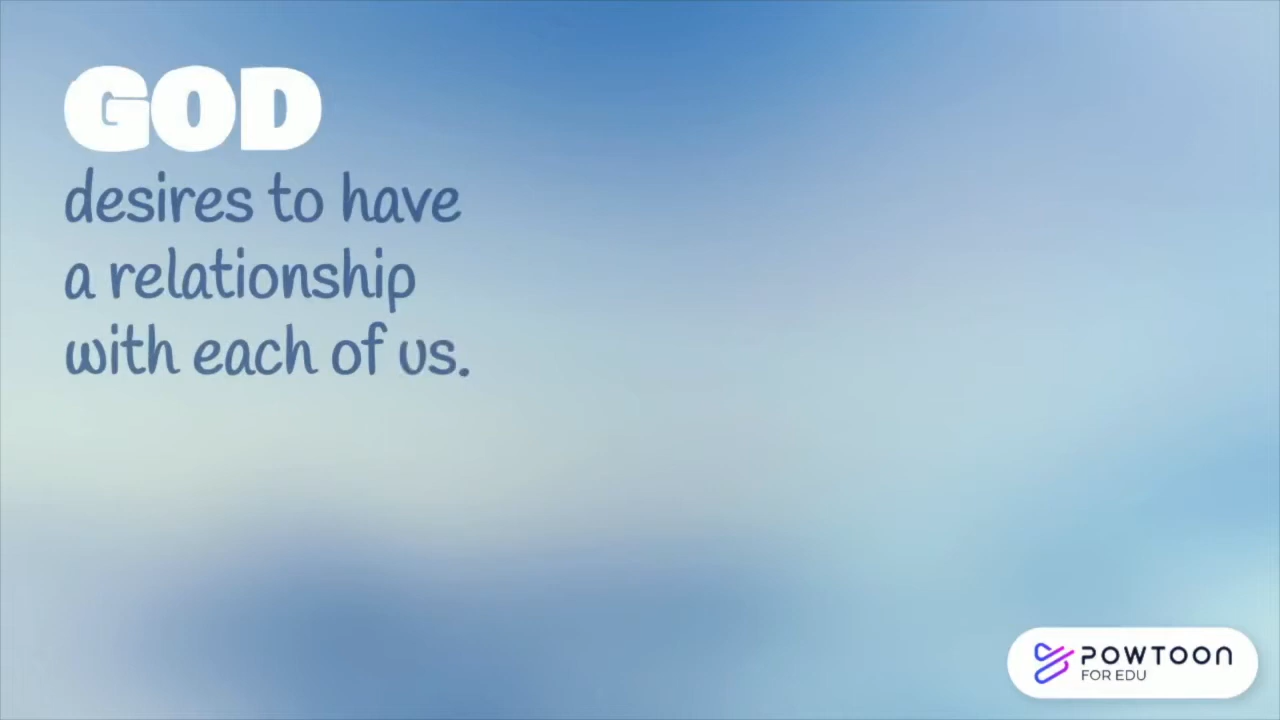 GOD
desires to have
a relationship
with each of us.
POWTOON
FOR EDU